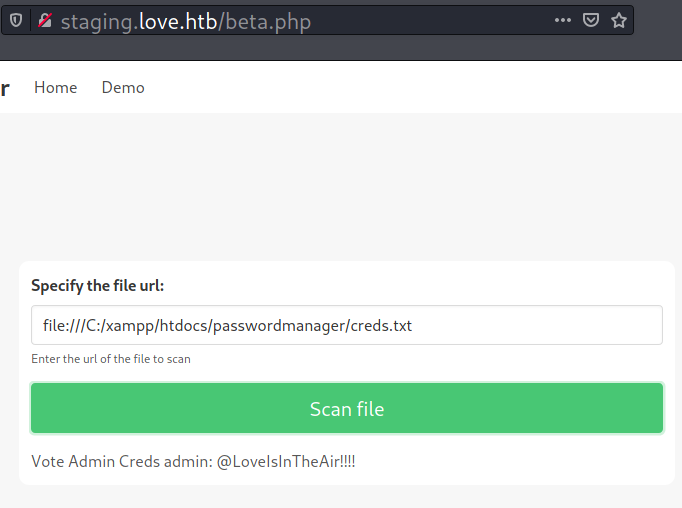 staging.love.htb/beta.php
r Home Demo
Specify the file url:
file:///C:/xampp/htdocs/passwordmanager/creds.txt
Enter the url of the file to scan
Scan file
Vote Admin Creds admin: @LoveIsInTheAir!!!!